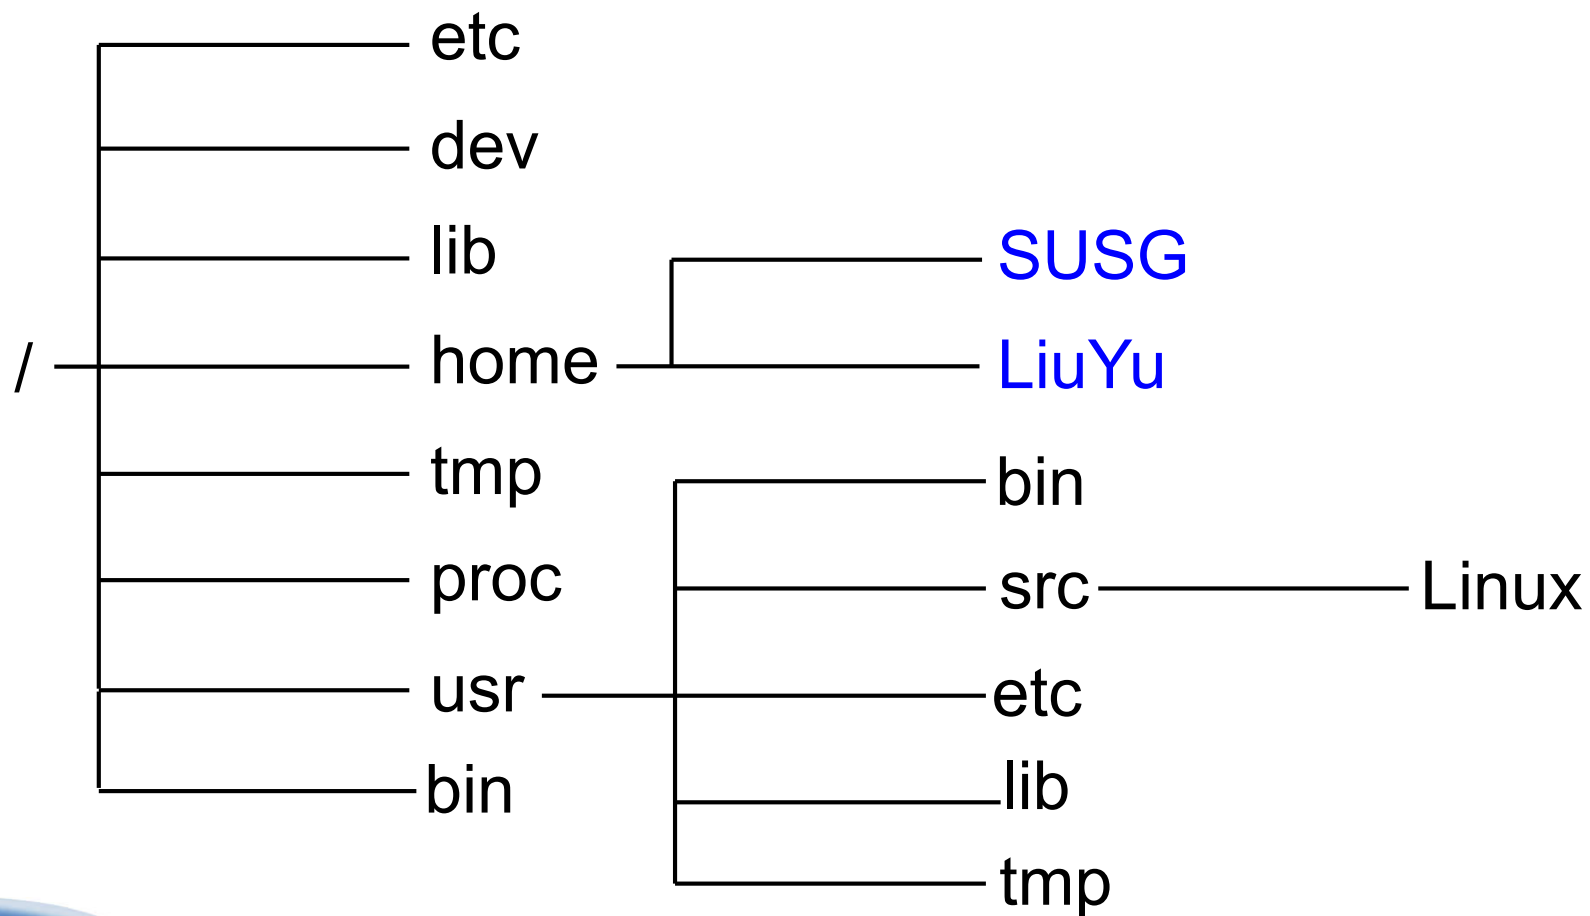 etc
dev
lib
SUSG
/
home
LiuYu
tmp
bin
proc
src
Linux
usr
etc
bin
lib
tmp